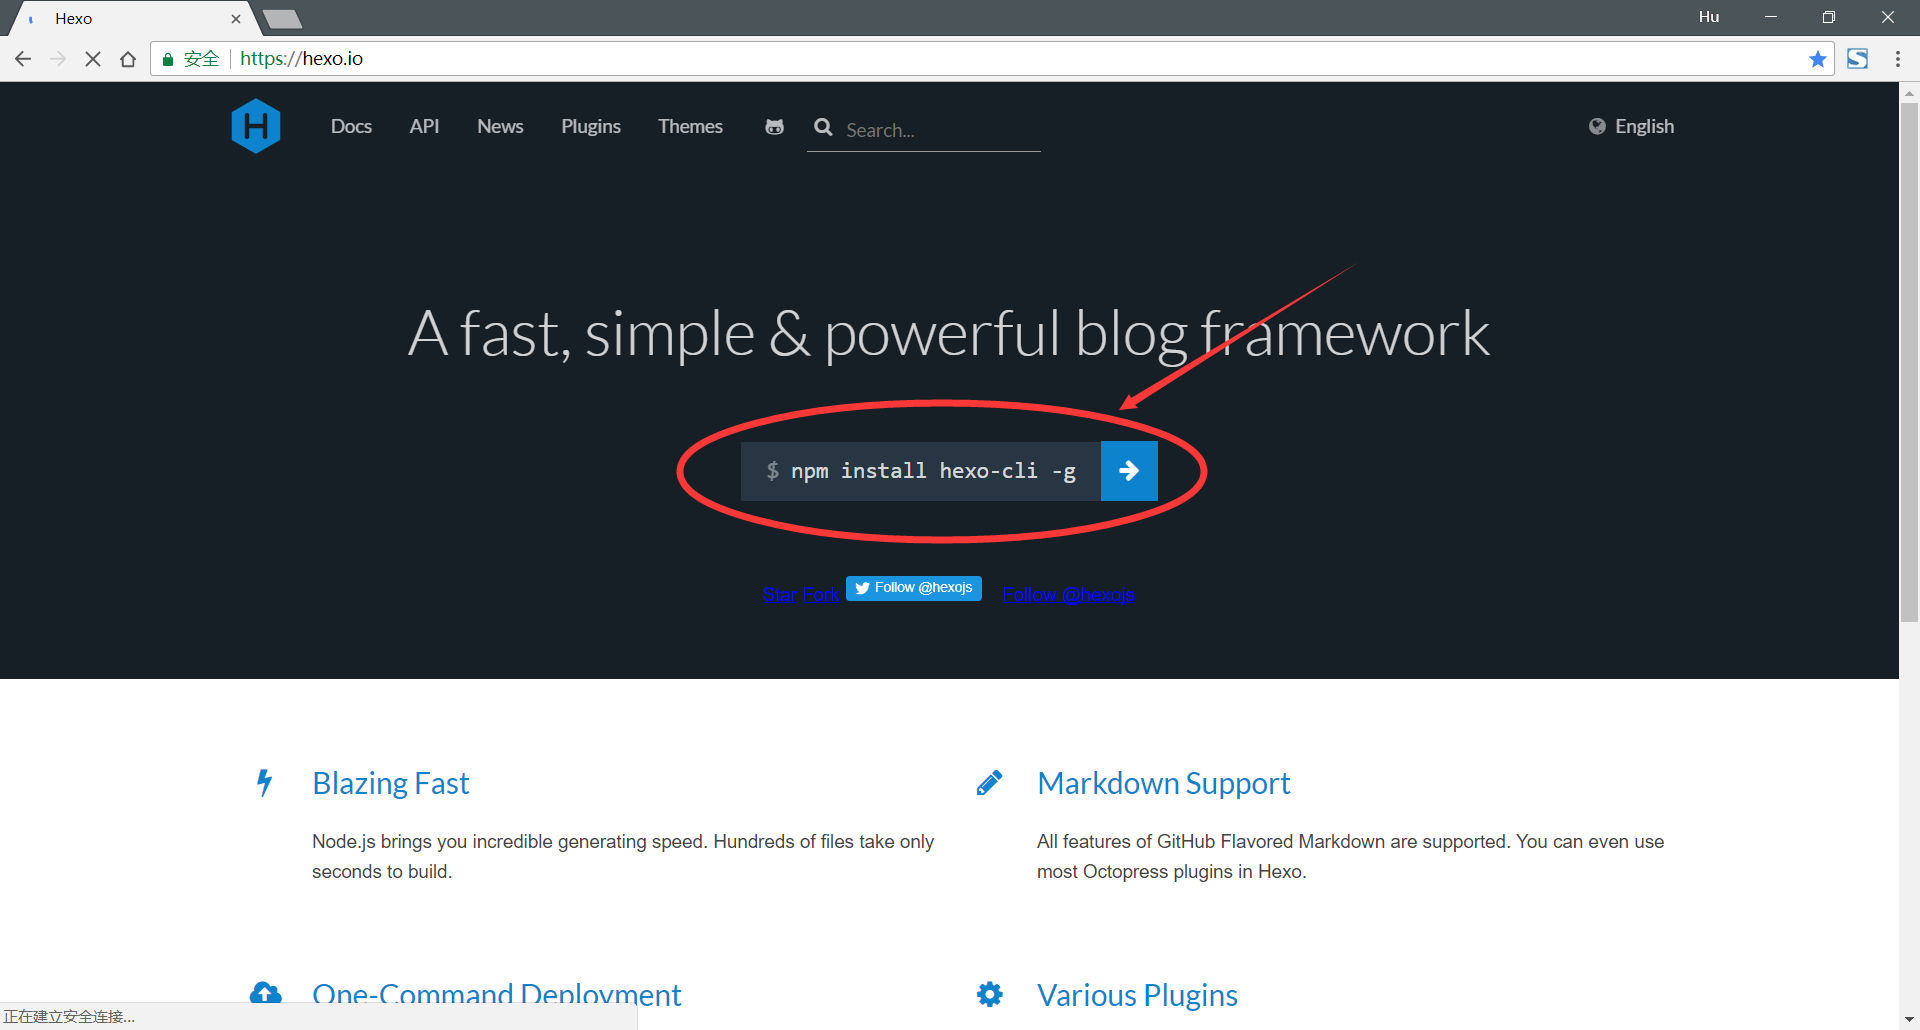 Hexo
Hu
安全 https://hexo.io
H Docs API News Plugins Themes Search... English
A fast, simple & powerful blog framework
$ npm install hexo-cli -g
Star Fork Follow @hexojs Follow @hexojs
Blazing Fast
Node.js brings you incredible generating speed. Hundreds of files take only
seconds to build.
Markdown Support
All features of GitHub Flavored Markdown are supported. You can even use
most Octopress plugins in Hexo.
One-Command Deployment
Various Plugins
正在建立安全连接...